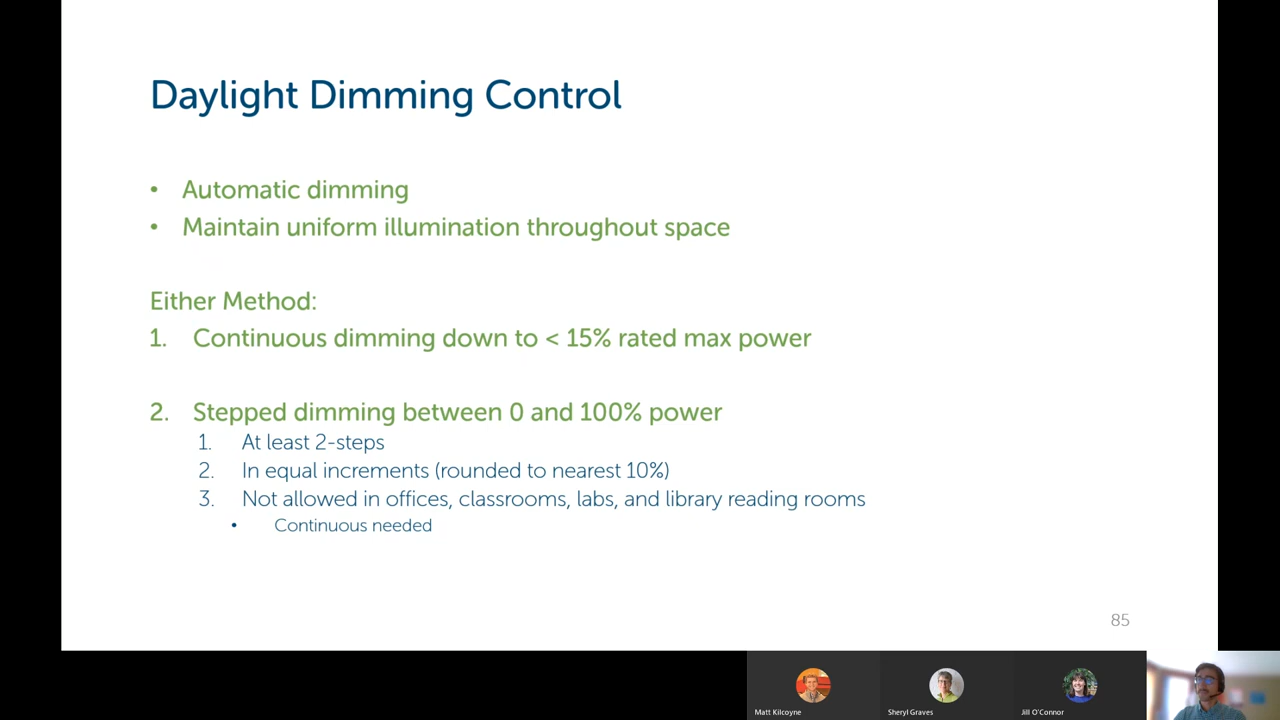 Daylight Dimming Control
• Automatic dimming
• Maintain uniform illumination throughout space
Either Method:
1. Continuous dimming down to < 15% rated max power
2. Stepped dimming between 0 and 100% power
1. At least 2-steps
2. In equal increments (rounded to nearest 10%)
3. Not allowed in offices, classrooms, labs, and library reading rooms
• Continuous needed
85
Matt Kilcoyne
Sheryl Graves
Jill O'Connor